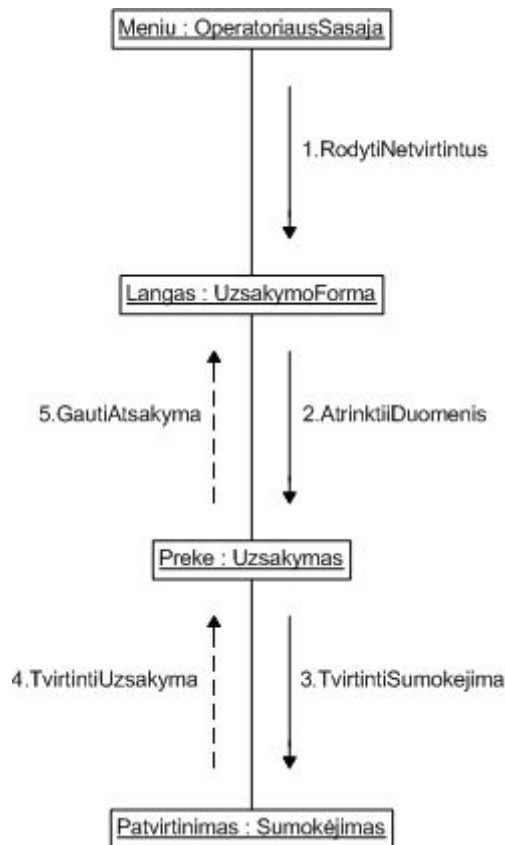 Meniu : OperatoriausSasaja
1.RodytiNetvirtintus
Langas : UzsakymoForma
5.GautiAtsakyma
2.AtrinktiiDuomenis
Preke : Uzsakymas
4.TvirtintiUzsakyma
3.TvirtintiSumokejima
Patvirtinimas : Sumokėjimas